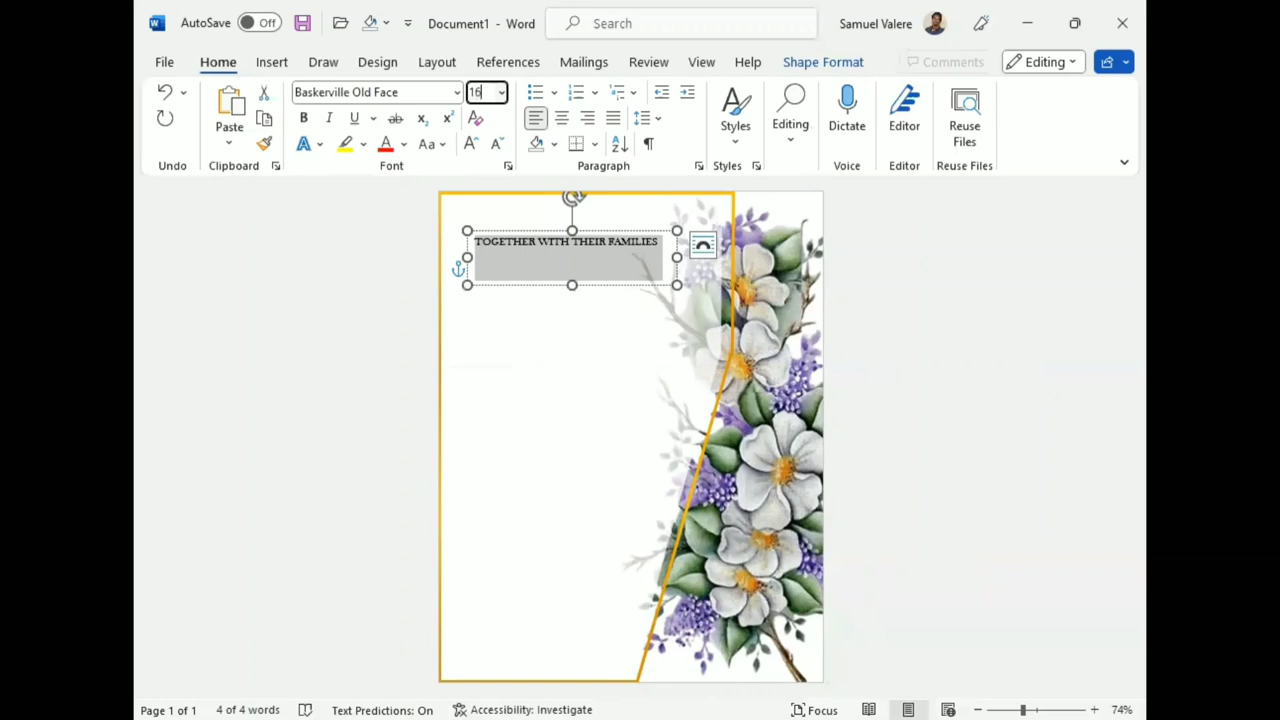 AutoSave Off Document1 - Word Search Samuel Valere
File Home Insert Draw Design Layout References Mailings Review View Help Shape Format Comments Editing
Baskerville Old Face 16
Paste Styles Editing Dictate Editor Reuse Files
Undo Clipboard Font Paragraph Styles Voice Editor Reuse Files
TOGETHER WITH THEIR FAMILIES
Page 1 of 1 4 of 4 words Text Predictions: On Accessibility: Investigate Focus 74%